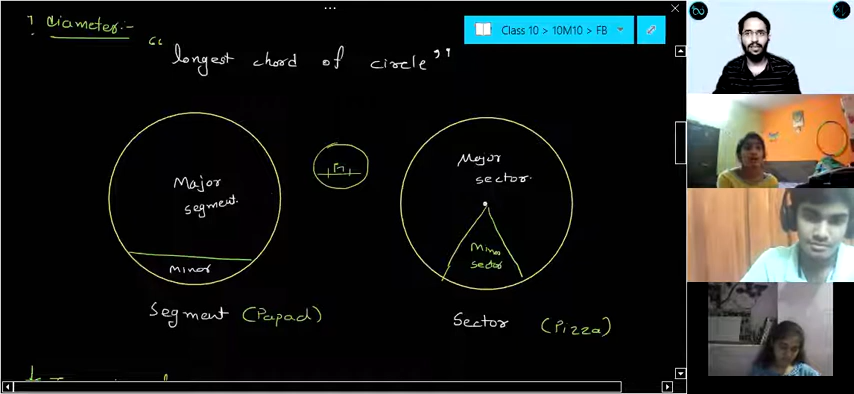 diameter:-
"longest chord of circle"
Class 10 > 10M10 > FB
Major
segment.
Minor
Segment (Papad)
Major
sector.
Minor
sector
Sector (Pizza)